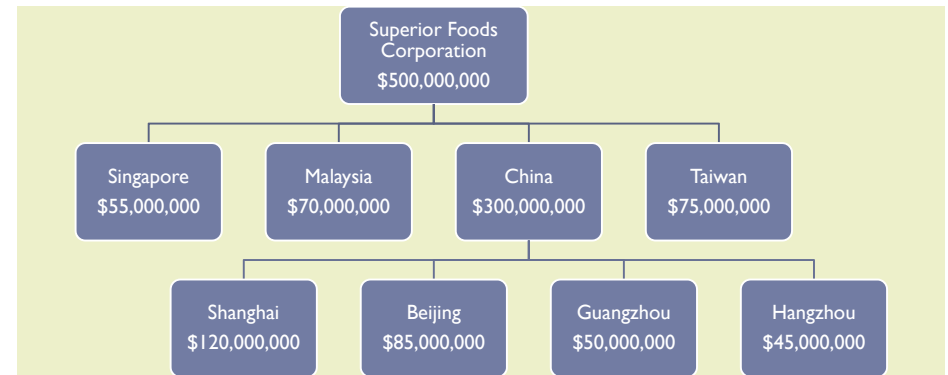 Superior Foods
Corporation
$500,000,000
Singapore
$55,000,000
Malaysia
$70,000,000
China
$300,000,000
Taiwan
$75,000,000
Shanghai
$120,000,000
Beijing
$85,000,000
Guangzhou
$50,000,000
Hangzhou
$45,000,000